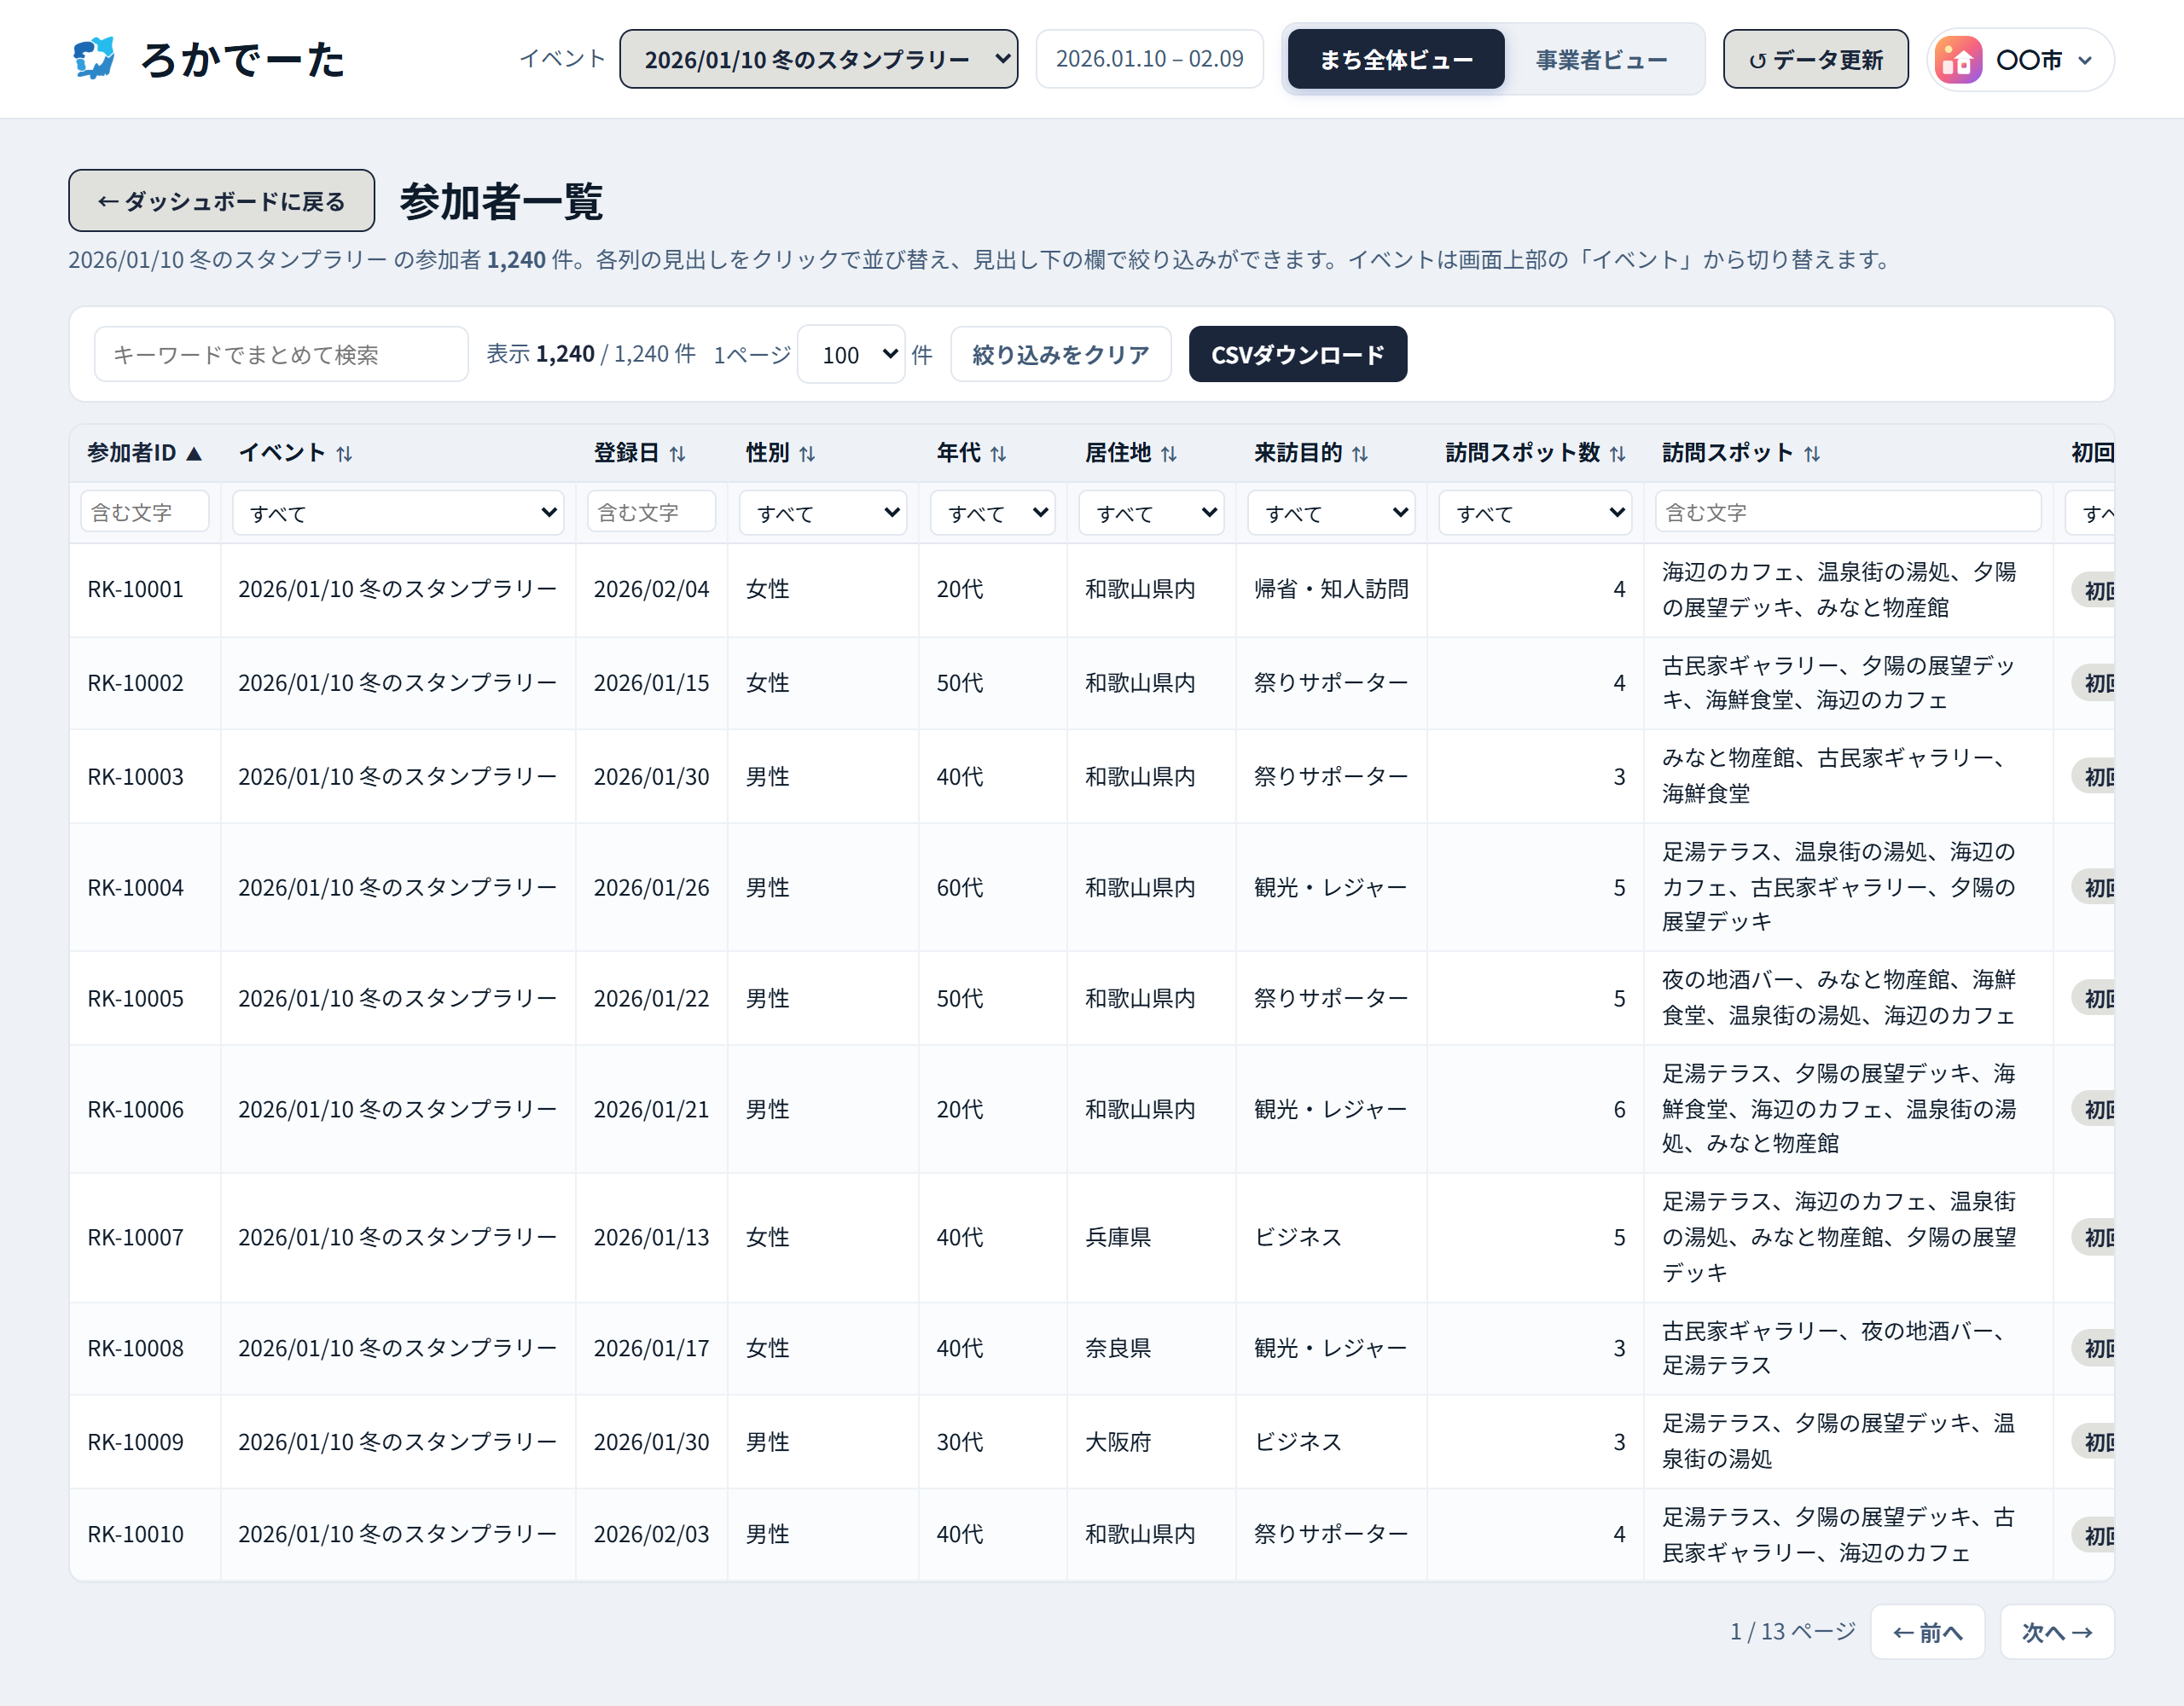 ろかでーた
イベント 2026/01/10 冬のスタンプラリー 2026.01.10 – 02.09 まち全体ビュー 事業者ビュー ↺ データ更新 〇〇市
← ダッシュボードに戻る 参加者一覧
2026/01/10 冬のスタンプラリー の参加者 1,240 件。各列の見出しをクリックで並び替え、見出し下の欄で絞り込みができます。イベントは画面上部の「イベント」から切り替えます。
キーワードでまとめて検索 表示 1,240 / 1,240 件 1ページ 100 件 絞り込みをクリア CSVダウンロード
参加者ID ▲ イベント ⇅ 登録日 ⇅ 性別 ⇅ 年代 ⇅ 居住地 ⇅ 来訪目的 ⇅ 訪問スポット数 ⇅ 訪問スポット ⇅ 初回
含む文字 すべて 含む文字 すべて すべて すべて すべて すべて 含む文字 すべ
RK-10001 2026/01/10 冬のスタンプラリー 2026/02/04 女性 20代 和歌山県内 帰省・知人訪問 4 海辺のカフェ、温泉街の湯処、夕陽
の展望デッキ、みなと物産館 初回
RK-10002 2026/01/10 冬のスタンプラリー 2026/01/15 女性 50代 和歌山県内 祭りサポーター 4 古民家ギャラリー、夕陽の展望デッ
キ、海鮮食堂、海辺のカフェ 初回
RK-10003 2026/01/10 冬のスタンプラリー 2026/01/30 男性 40代 和歌山県内 祭りサポーター 3 みなと物産館、古民家ギャラリー、
海鮮食堂 初回
RK-10004 2026/01/10 冬のスタンプラリー 2026/01/26 男性 60代 和歌山県内 観光・レジャー 5 足湯テラス、温泉街の湯処、海辺の
カフェ、古民家ギャラリー、夕陽の 初回
展望デッキ
RK-10005 2026/01/10 冬のスタンプラリー 2026/01/22 男性 50代 和歌山県内 祭りサポーター 5 夜の地酒バー、みなと物産館、海鮮
食堂、温泉街の湯処、海辺のカフェ 初回
RK-10006 2026/01/10 冬のスタンプラリー 2026/01/21 男性 20代 和歌山県内 観光・レジャー 6 足湯テラス、夕陽の展望デッキ、海
鮮食堂、海辺のカフェ、温泉街の湯 初回
処、みなと物産館
RK-10007 2026/01/10 冬のスタンプラリー 2026/01/13 女性 40代 兵庫県 ビジネス 5 足湯テラス、海辺のカフェ、温泉街
の湯処、みなと物産館、夕陽の展望 初回
デッキ
RK-10008 2026/01/10 冬のスタンプラリー 2026/01/17 女性 40代 奈良県 観光・レジャー 3 古民家ギャラリー、夜の地酒バー、
足湯テラス 初回
RK-10009 2026/01/10 冬のスタンプラリー 2026/01/30 男性 30代 大阪府 ビジネス 3 足湯テラス、夕陽の展望デッキ、温
泉街の湯処 初回
RK-10010 2026/01/10 冬のスタンプラリー 2026/02/03 男性 40代 和歌山県内 祭りサポーター 4 足湯テラス、夕陽の展望デッキ、古
民家ギャラリー、海辺のカフェ 初回
1 / 13 ページ ← 前へ 次へ →